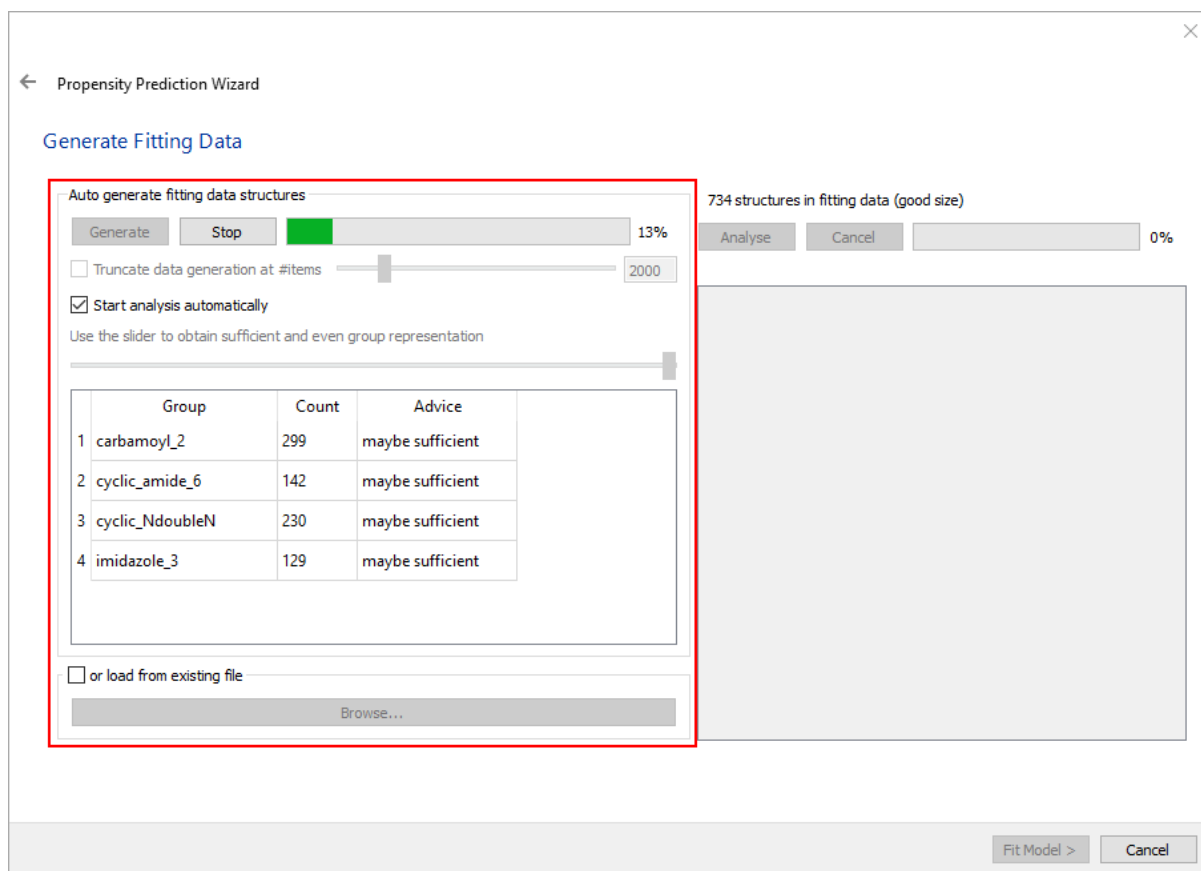 Propensity Prediction Wizard
Generate Fitting Data
Auto generate fitting data structures
Generate Stop 13%
Truncate data generation at #items 2000
Start analysis automatically
Use the slider to obtain sufficient and even group representation
Group Count Advice
1 carbamoyl_2 299 maybe sufficient
2 cyclic_amide_6 142 maybe sufficient
3 cyclic_NdoubleN 230 maybe sufficient
4 imidazole_3 129 maybe sufficient
or load from existing file
Browse...
734 structures in fitting data (good size)
Analyse Cancel 0%
Fit Model > Cancel